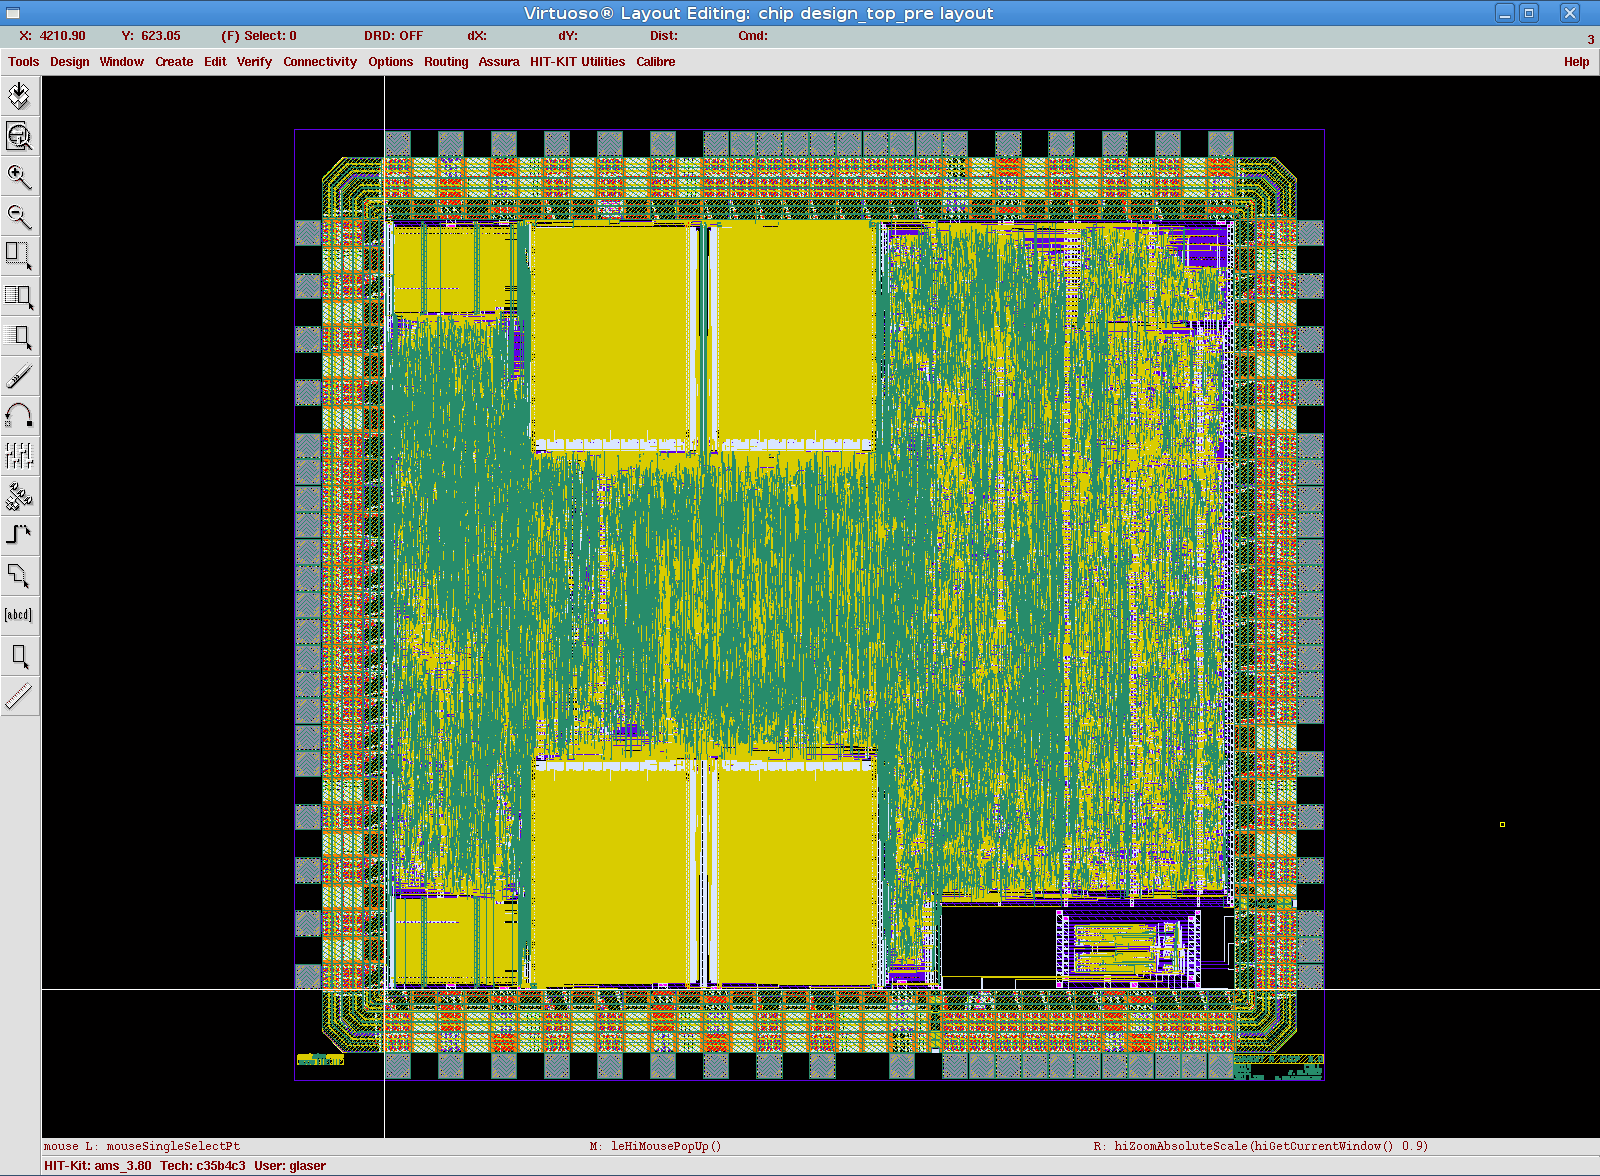 Virtuoso® Layout Editing: chip design_top_pre layout
X: 4210.90 Y: 623.05 (F) Select: 0 DRD: OFF dX: dY: Dist: Cmd: 3
Tools Design Window Create Edit Verify Connectivity Options Routing Assura HIT-KIT Utilities Calibre Help
[abcd]
mouse L: mouseSingleSelectPt M: leHiMousePopUp() R: hiZoomAbsoluteScale(hiGetCurrentWindow() 0.9)
HIT-Kit: ams_3.80 Tech: c35b4c3 User: glaser